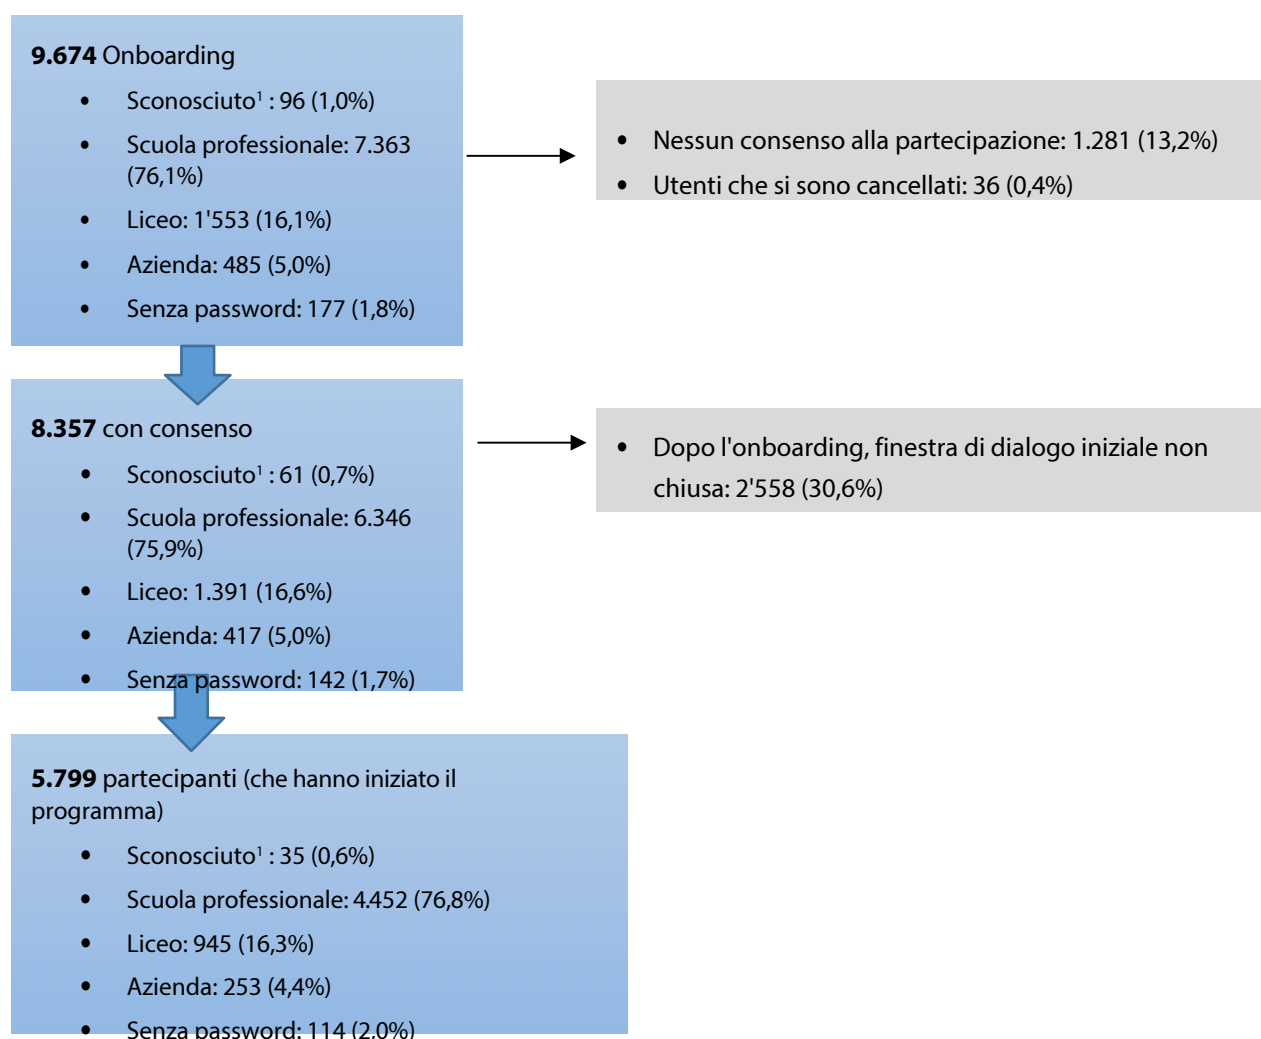 9.674 Onboarding
• Sconosciuto¹ : 96 (1,0%)
• Scuola professionale: 7.363
(76,1%)
• Liceo: 1'553 (16,1%)
• Azienda: 485 (5,0%)
• Senza password: 177 (1,8%)
• Nessun consenso alla partecipazione: 1.281 (13,2%)
• Utenti che si sono cancellati: 36 (0,4%)
8.357 con consenso
• Sconosciuto¹ : 61 (0,7%)
• Scuola professionale: 6.346
(75,9%)
• Liceo: 1.391 (16,6%)
• Azienda: 417 (5,0%)
• Senza password: 142 (1,7%)
• Dopo l'onboarding, finestra di dialogo iniziale non
chiusa: 2'558 (30,6%)
5.799 partecipanti (che hanno iniziato il
programma)
• Sconosciuto¹ : 35 (0,6%)
• Scuola professionale: 4.452 (76,8%)
• Liceo: 945 (16,3%)
• Azienda: 253 (4,4%)
• Senza password: 114 (2,0%)